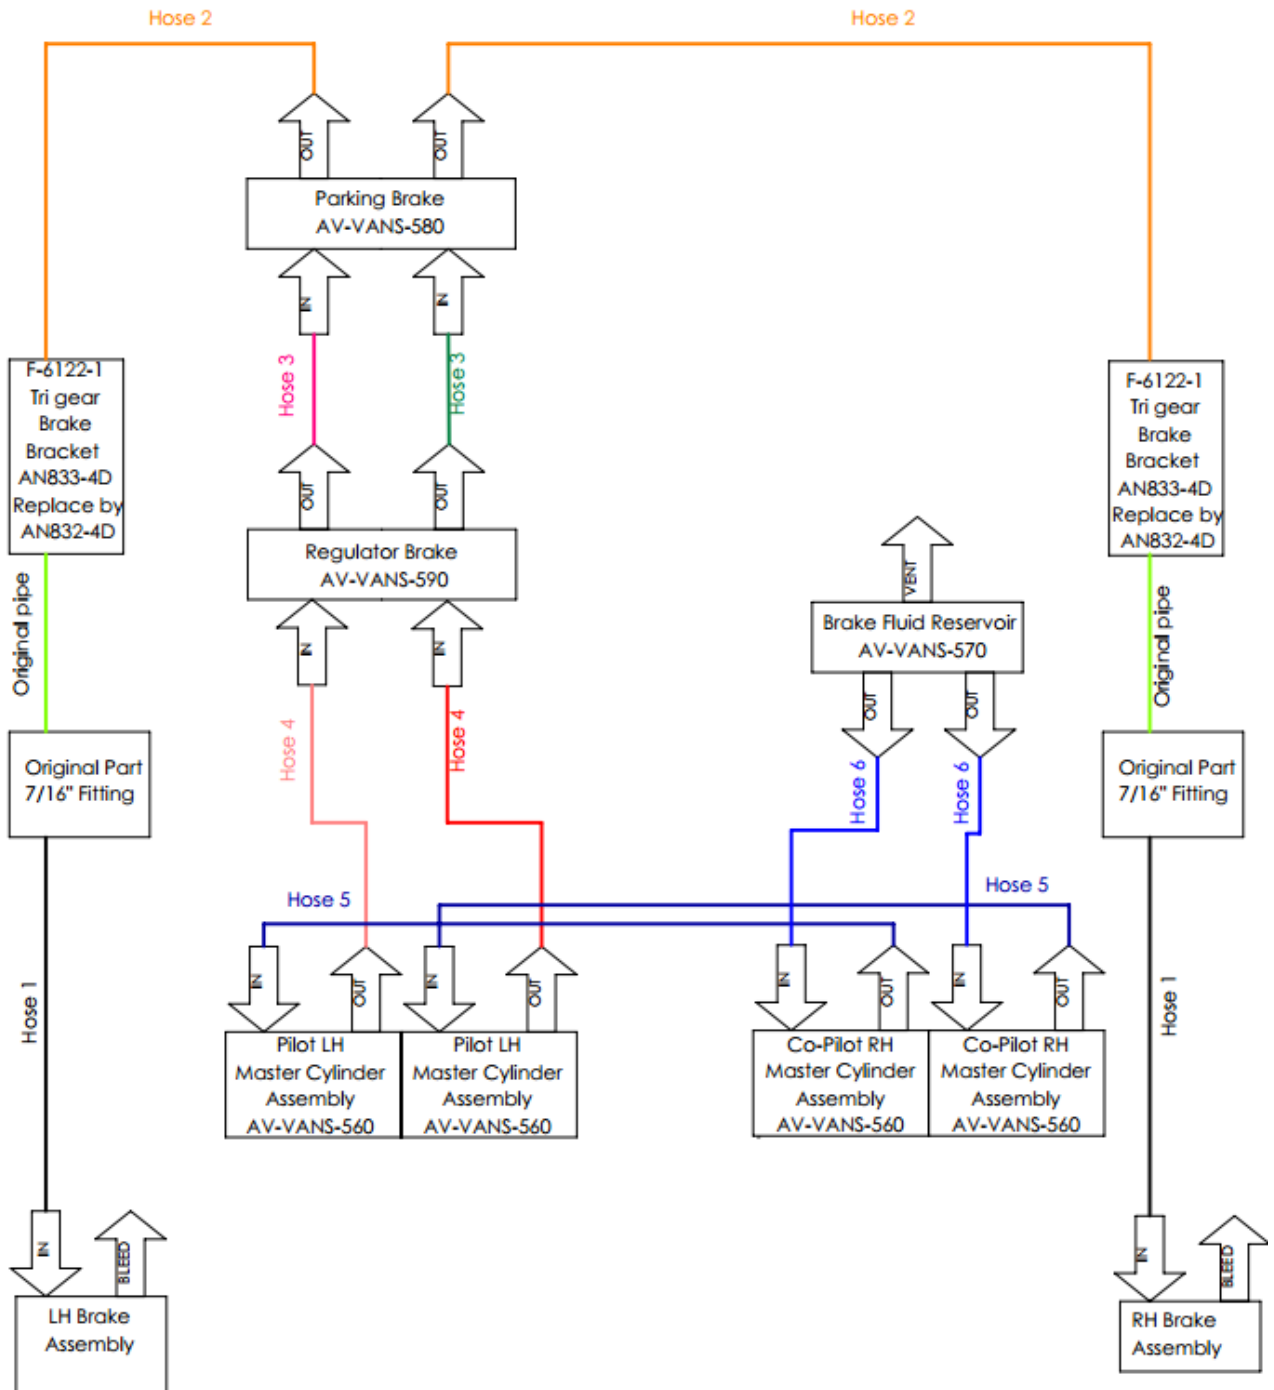 Hose 2
Hose 2
OUT
OUT
Parking Brake
AV-VANS-580
IN
IN
Hose 3
Hose 3
F-6122-1
Tri gear
Brake
Bracket
AN833-4D
Replace by
AN832-4D
F-6122-1
Tri gear
Brake
Bracket
AN833-4D
Replace by
AN832-4D
OUT
OUT
Regulator Brake
AV-VANS-590
IN
IN
VENT
Brake Fluid Reservoir
AV-VANS-570
OUT
OUT
Original pipe
Original pipe
Hose 4
Hose 4
Hose 6
Hose 6
Original Part
7/16" Fitting
Original Part
7/16" Fitting
Hose 5
Hose 5
IN
OUT
IN
OUT
IN
OUT
IN
OUT
Pilot LH
Master Cylinder
Assembly
AV-VANS-560
Pilot LH
Master Cylinder
Assembly
AV-VANS-560
Co-Pilot RH
Master Cylinder
Assembly
AV-VANS-560
Co-Pilot RH
Master Cylinder
Assembly
AV-VANS-560
Hose 1
Hose 1
IN
BLEED
IN
BLEED
LH Brake
Assembly
RH Brake
Assembly